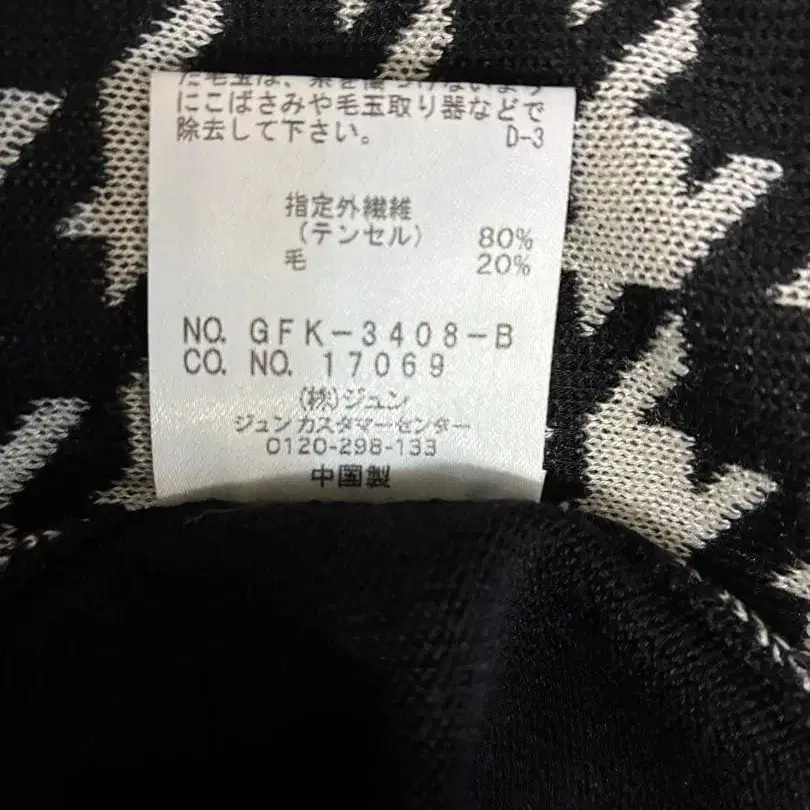 た毛玉は、糸を傷つけないよう
にこばさみや毛玉取り器などで
除去して下さい。 D-3
指定外繊維
(テンセル) 80%
毛 20%
NO. GFK-3408-B
CO. NO. 17069
(株)ジュン
ジュンカスタマーセンター
0120-298-133
中国製